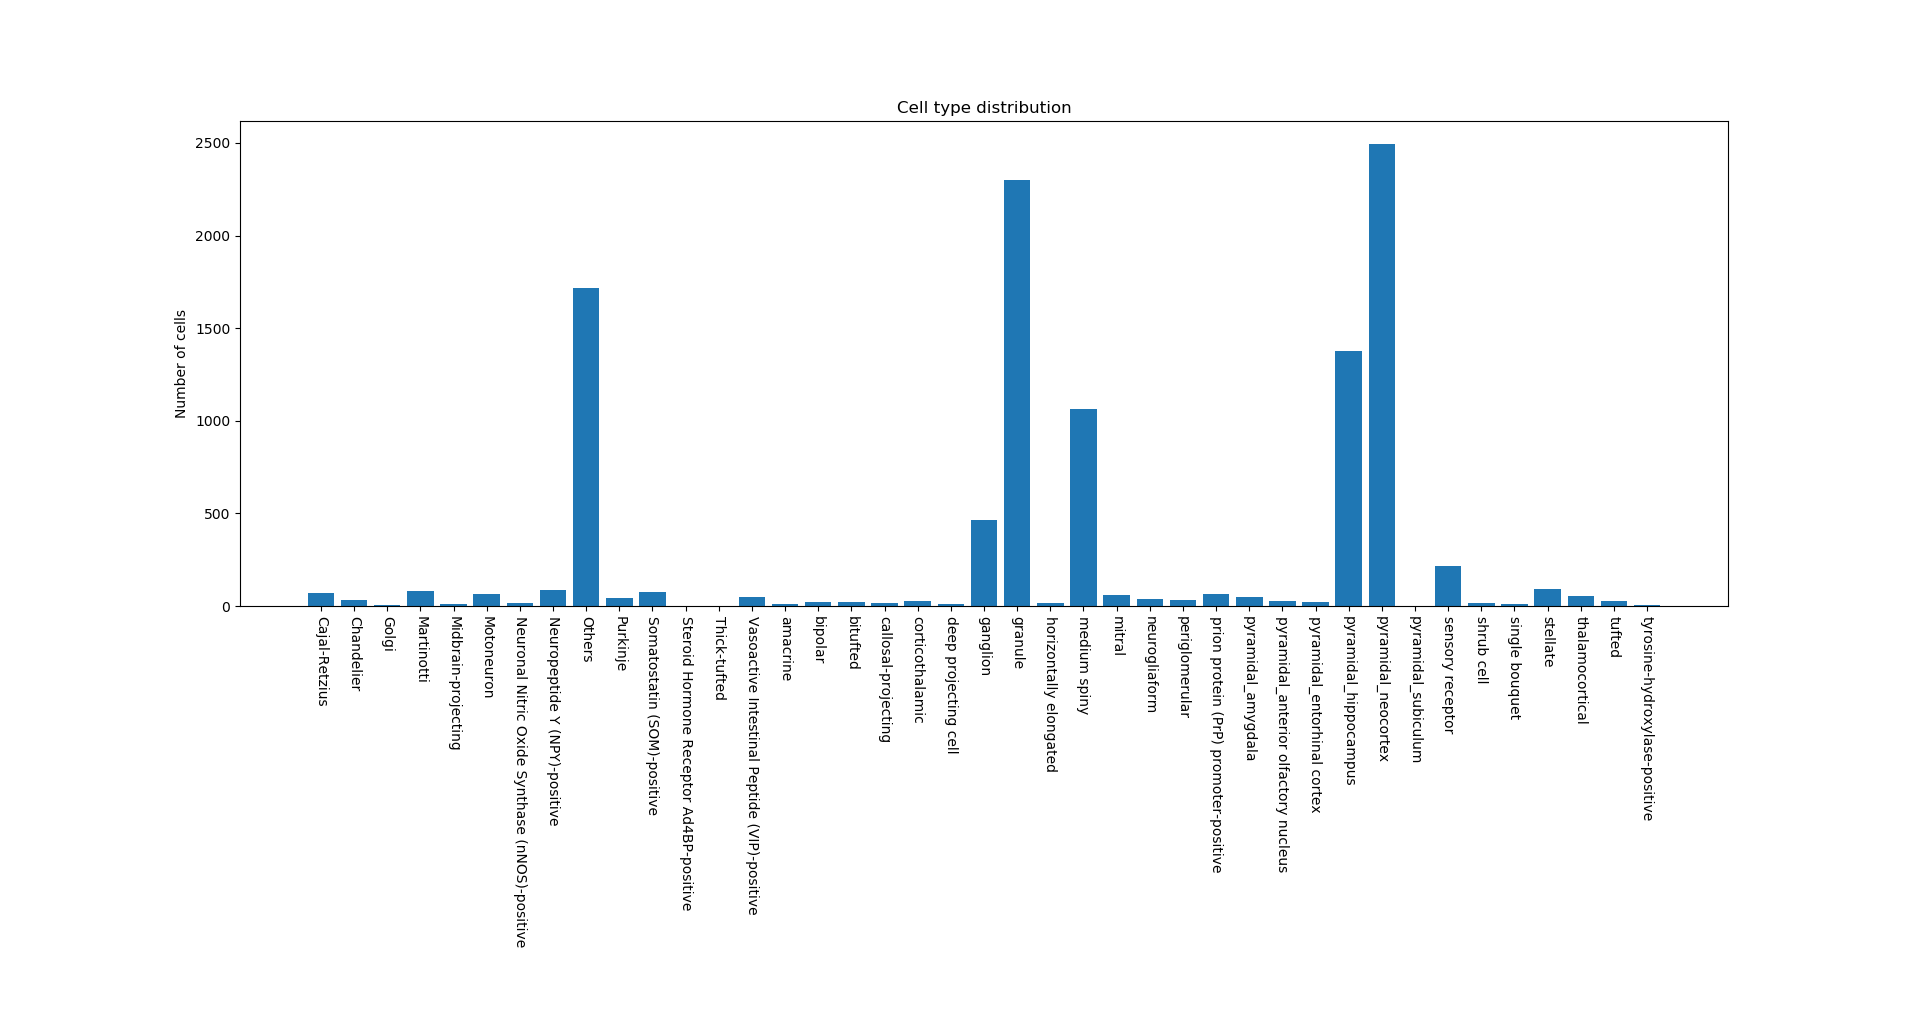 Cell type distribution
Number of cells
2500
2000
1500
1000
500
0
Cajal-Retzius
Chandelier
Golgi
Martinotti
Midbrain-projecting
Motoneuron
Neuronal Nitric Oxide Synthase (nNOS)-positive
Neuropeptide Y (NPY)-positive
Others
Purkinje
Somatostatin (SOM)-positive
Steroid Hormone Receptor Ad4BP-positive
Thick-tufted
Vasoactive Intestinal Peptide (VIP)-positive
amacrine
bipolar
bitufted
callosal-projecting
corticothalamic
deep projecting cell
ganglion
granule
horizontally elongated
medium spiny
mitral
neurogliaform
periglomerular
prion protein (PrP) promoter-positive
pyramidal_amygdala
pyramidal_anterior olfactory nucleus
pyramidal_entorhinal cortex
pyramidal_hippocampus
pyramidal_neocortex
pyramidal_subiculum
sensory receptor
shrub cell
single bouquet
stellate
thalamocortical
tufted
tyrosine-hydroxylase-positive